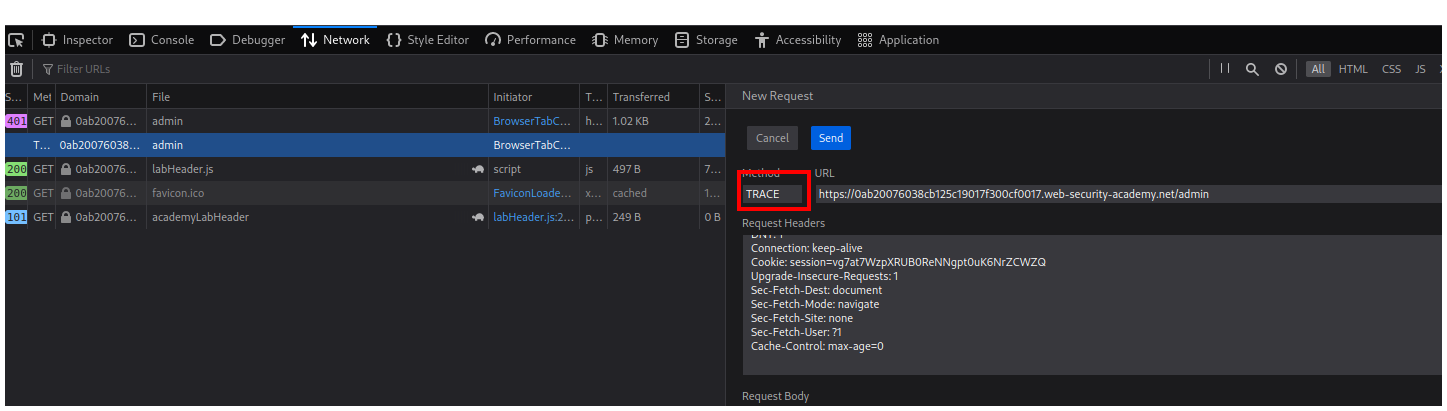 Inspector Console Debugger Network Style Editor Performance Memory Storage Accessibility Application
Filter URLs
All HTML CSS JS
S... Met Domain File Initiator T... Transferred S...
401 GET 0ab20076... admin BrowserTabC... h... 1.02 KB 2...
T... 0ab20076038... admin BrowserTabC...
200 GET 0ab20076... labHeader.js script js 497 B 7...
200 GET 0ab20076... favicon.ico FaviconLoade... x... cached 1...
101 GET 0ab20076... academyLabHeader labHeader.js:2... p... 249 B 0 B
New Request
Cancel Send
Method URL
TRACE https://0ab20076038cb125c19017f300cf0017.web-security-academy.net/admin
Request Headers
DNT: 1
Connection: keep-alive
Cookie: session=vg7at7WzpXRUB0ReNNgpt0uK6NrZCWZQ
Upgrade-Insecure-Requests: 1
Sec-Fetch-Dest: document
Sec-Fetch-Mode: navigate
Sec-Fetch-Site: none
Sec-Fetch-User: ?1
Cache-Control: max-age=0
Request Body